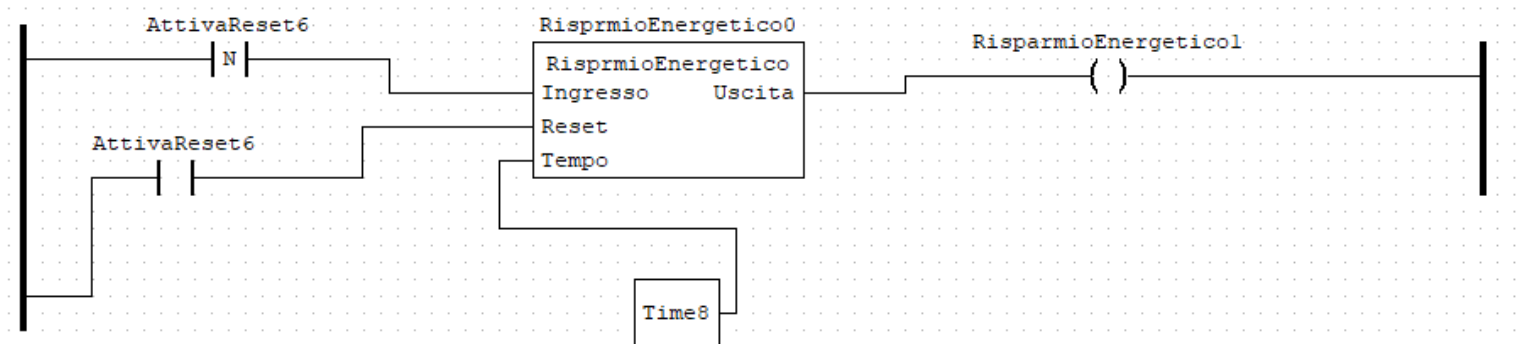 AttivaReset6
RisprmioEnergetico0
RisparmioEnergetico1
N
RisprmioEnergetico
Ingresso Uscita
AttivaReset6
Reset
Tempo
Time8